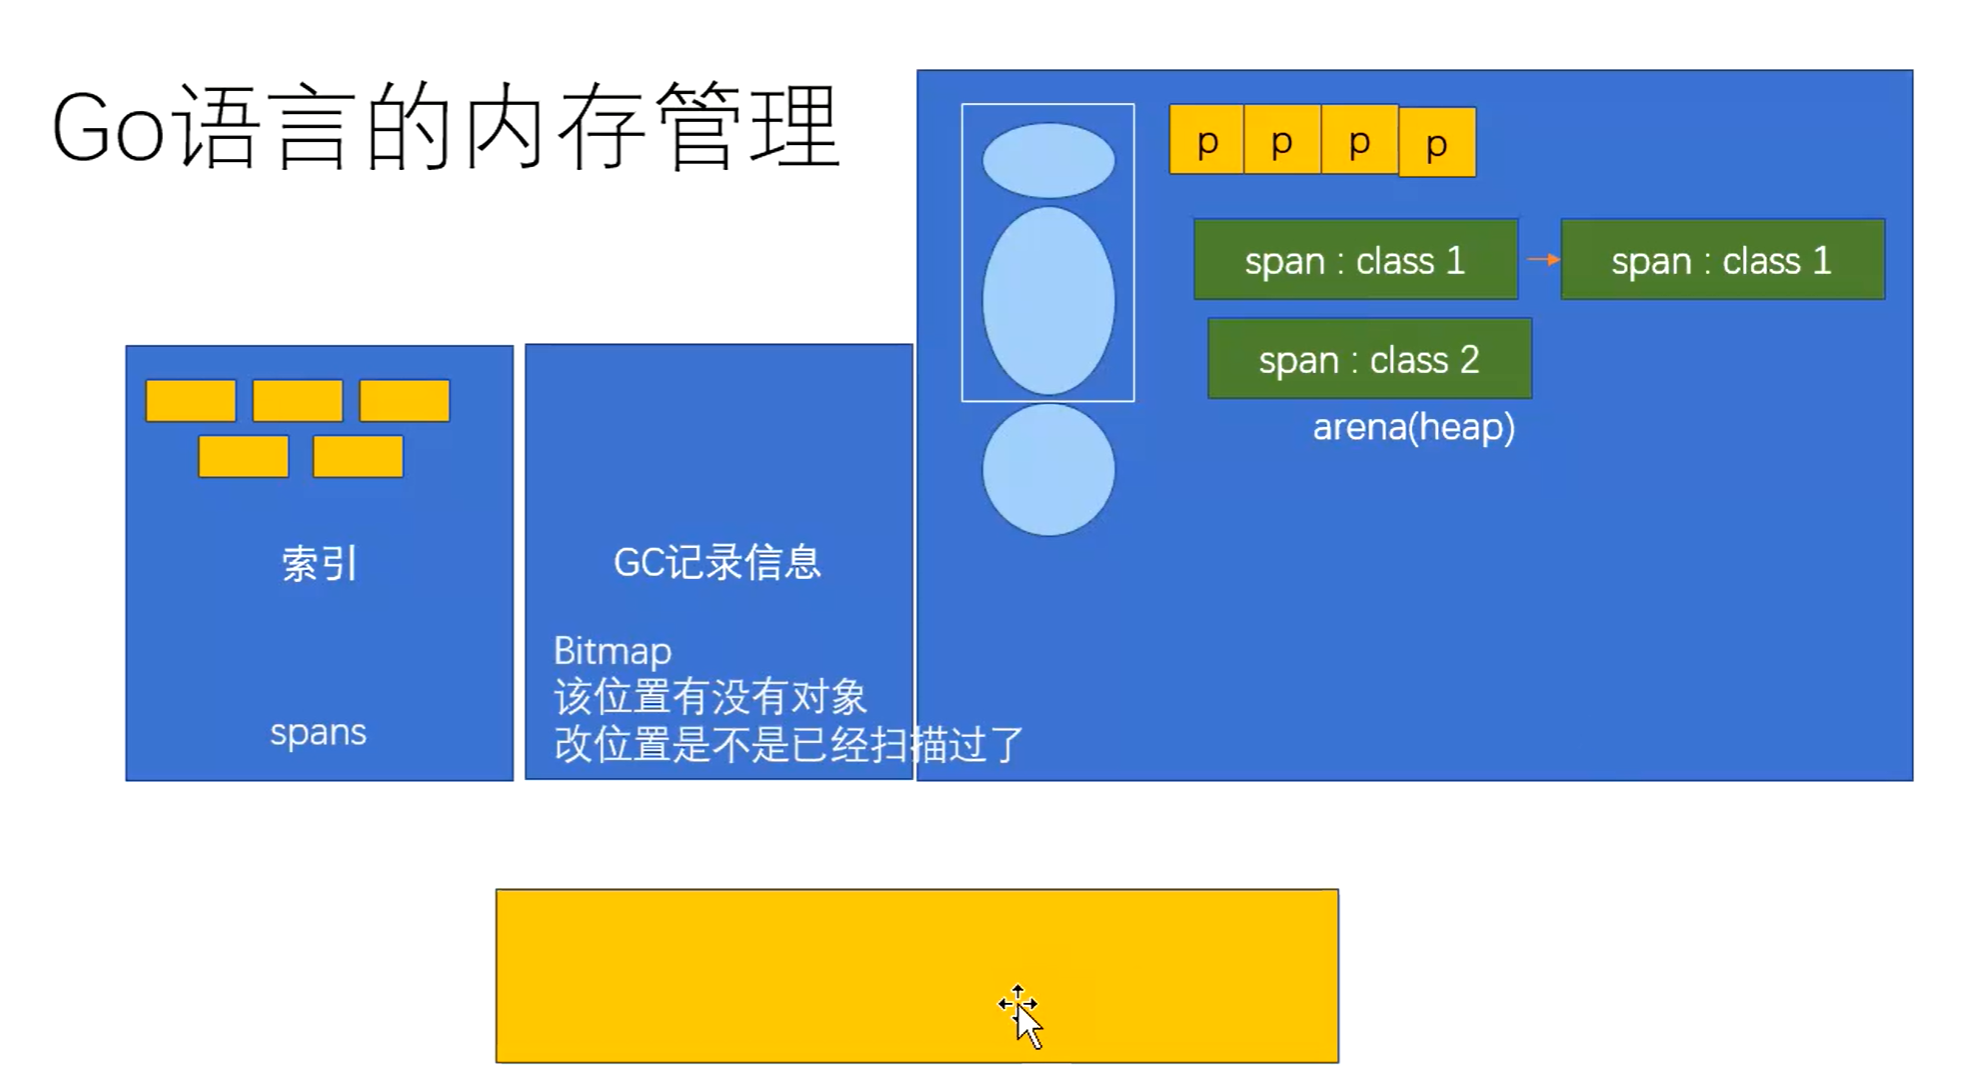 Go语言的内存管理
p p p p
span : class 1
span : class 1
span : class 2
arena(heap)
索引
spans
GC记录信息
Bitmap
该位置有没有对象
改位置是不是已经扫描过了